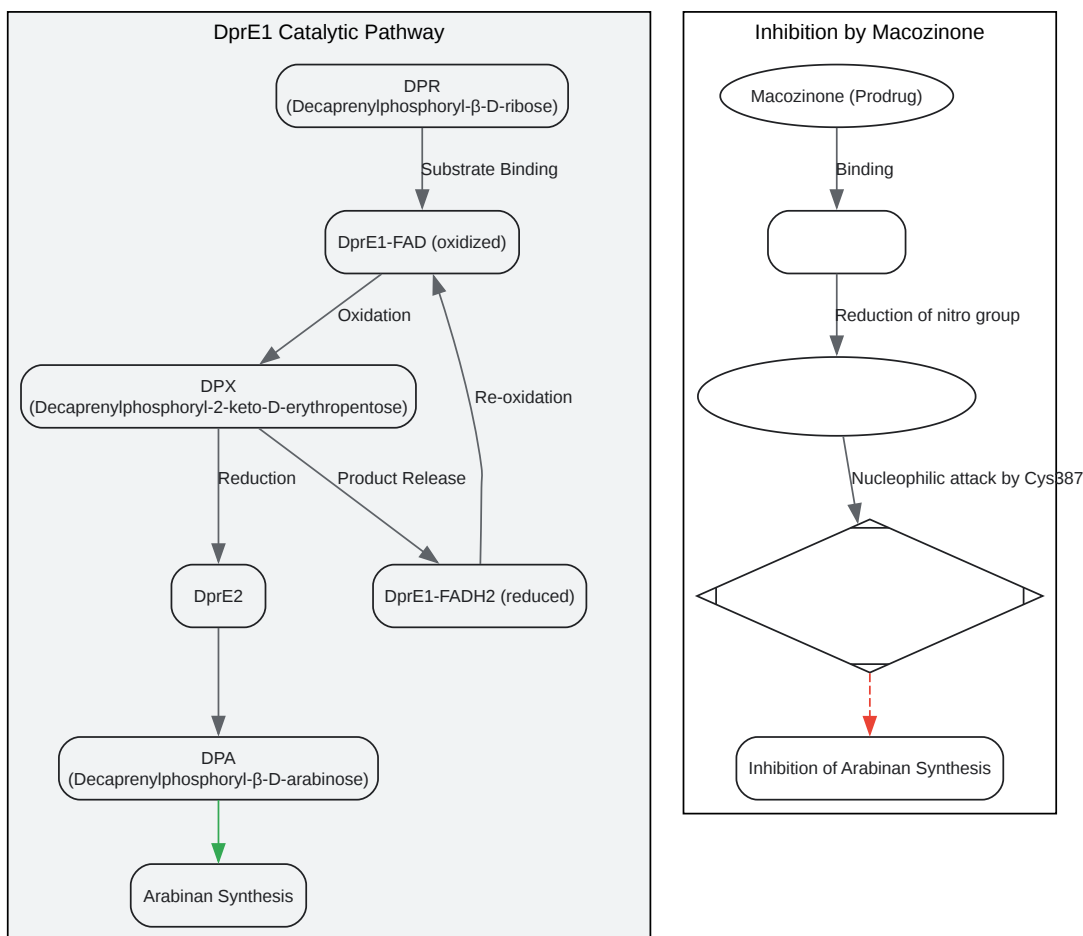 DprE1 Catalytic Pathway
DPR
(Decaprenylphosphoryl-β-D-ribose)
Substrate Binding
DprE1-FAD (oxidized)
Oxidation
DPX
(Decaprenylphosphoryl-2-keto-D-erythropentose)
Re-oxidation
Reduction
Product Release
DprE2
DprE1-FADH2 (reduced)
DPA
(Decaprenylphosphoryl-β-D-arabinose)
Arabinan Synthesis
Inhibition by Macozinone
Macozinone (Prodrug)
Binding
Reduction of nitro group
Nucleophilic attack by Cys387
Inhibition of Arabinan Synthesis